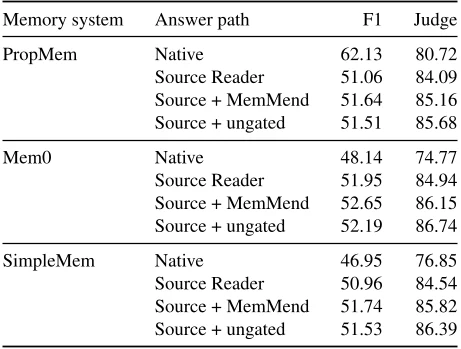 Memory system Answer path F1 Judge
PropMem Native 62.13 80.72
Source Reader 51.06 84.09
Source + MemMend 51.64 85.16
Source + ungated 51.51 85.68
Mem0 Native 48.14 74.77
Source Reader 51.95 84.94
Source + MemMend 52.65 86.15
Source + ungated 52.19 86.74
SimpleMem Native 46.95 76.85
Source Reader 50.96 84.54
Source + MemMend 51.74 85.82
Source + ungated 51.53 86.39